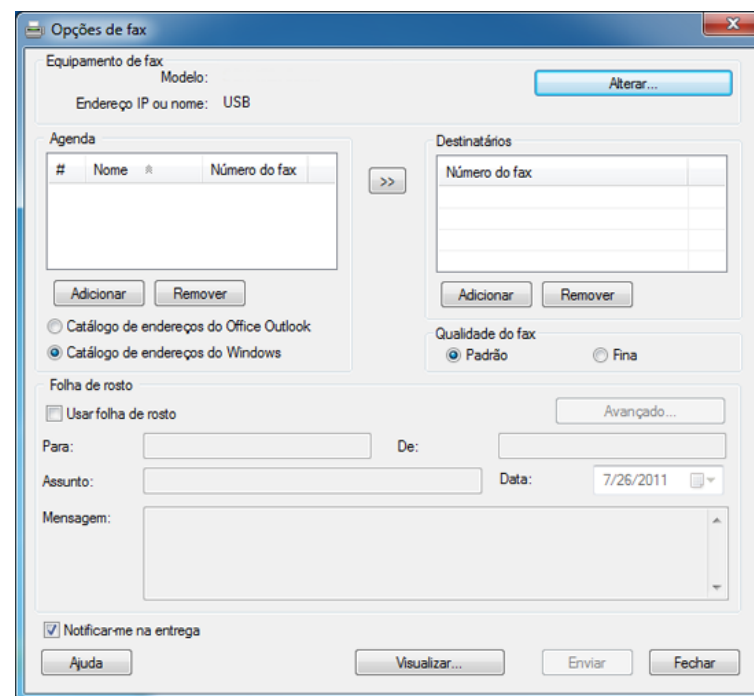 Opções de fax
Equipamento de fax
Modelo:
Alterar...
Endereço IP ou nome: USB
Agenda
# Nome Número do fax
>>
Destinatários
Número do fax
Adicionar Remover
Adicionar Remover
Catálogo de endereços do Office Outlook
Catálogo de endereços do Windows
Qualidade do fax
Padrão Fina
Folha de rosto
Usar folha de rosto
Avançado...
Para: De:
Assunto: Data: 7/26/2011
Mensagem:
Notificar-me na entrega
Ajuda Visualizar... Enviar Fechar